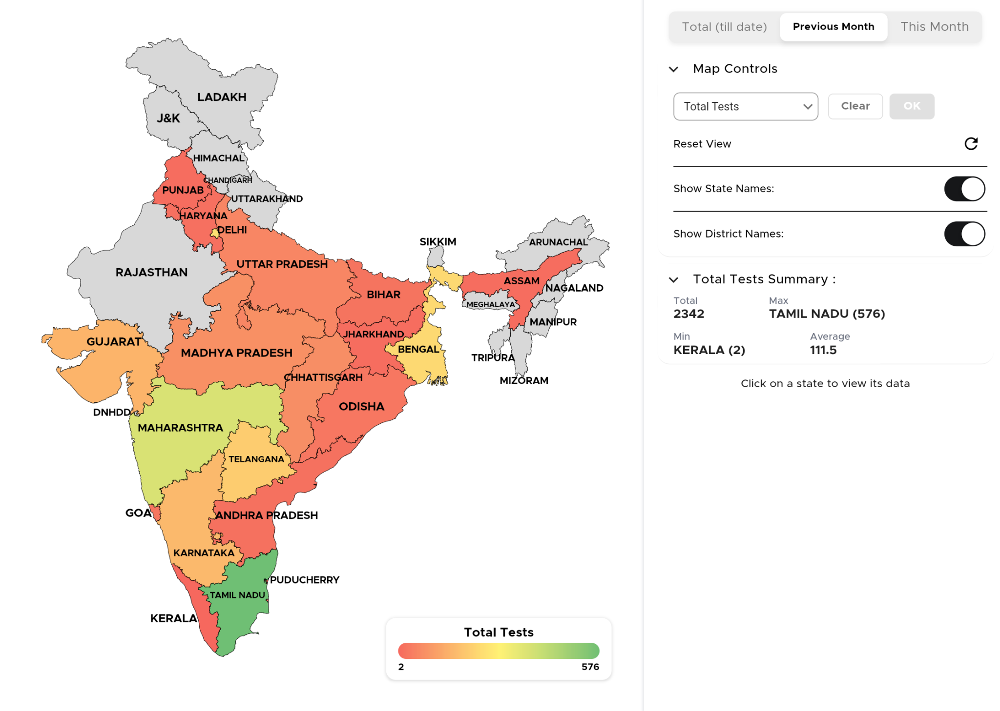 Total (till date)
Previous Month
This Month
Map Controls
Total Tests
Clear
OK
Reset View
Show State Names:
Show District Names:
Total Tests Summary :
Total
Max
2342
TAMIL NADU (576)
Min
Average
KERALA (2)
111.5
Click on a state to view its data
LADAKH
J&K
HIMACHAL
CHANDIGARH
PUNJAB
UTTARAKHAND
HARYANA
DELHI
SIKKIM
ARUNACHAL
UTTAR PRADESH
RAJASTHAN
ASSAM
NAGALAND
BIHAR
MEGHALAYA
MANIPUR
JHARKHAND
GUJARAT
BENGAL
MADHYA PRADESH
TRIPURA
CHHATTISGARH
MIZORAM
ODISHA
DNHDD
MAHARASHTRA
TELANGANA
GOA
ANDHRA PRADESH
KARNATAKA
PUDUCHERRY
TAMIL NADU
KERALA
Total Tests
2
576